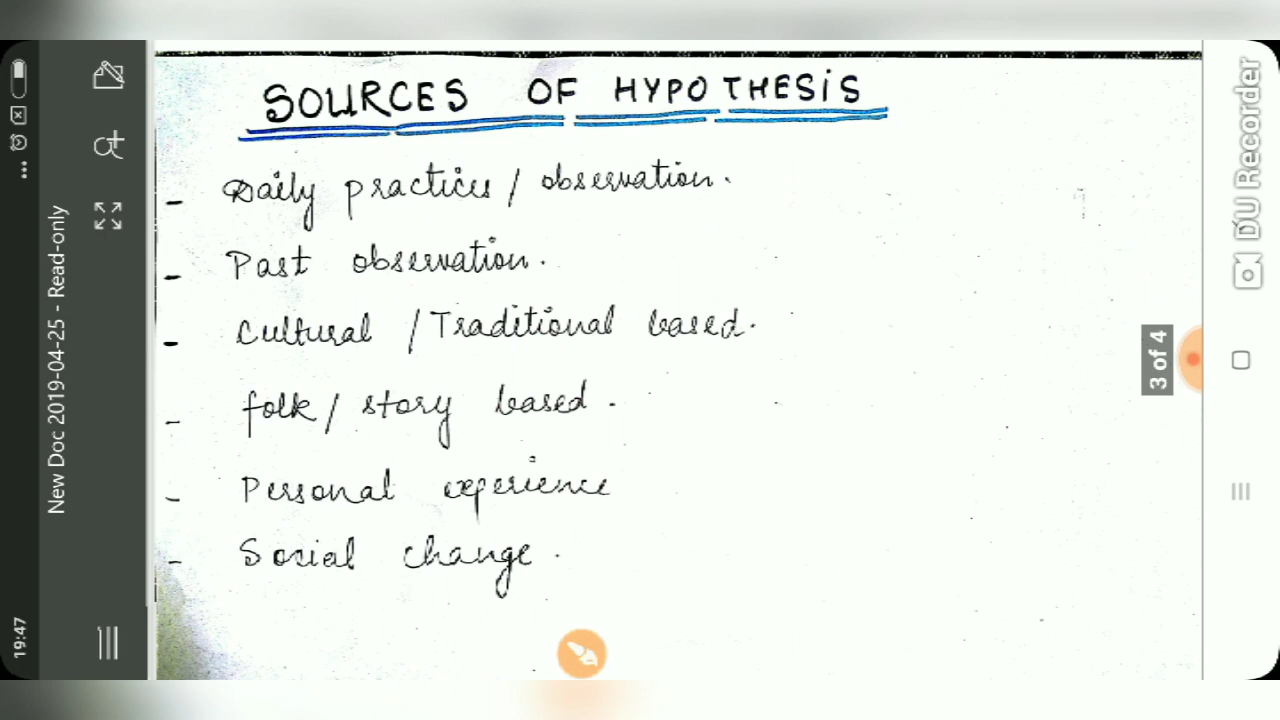 SOURCES OF HYPOTHESIS
- Daily practices / observation.
- Past observation.
- Cultural / Traditional based.
- folk / story based.
- Personal experience
- Social change.
19:47
New Doc 2019-04-25 - Read-only
3 of 4
DU Recorder